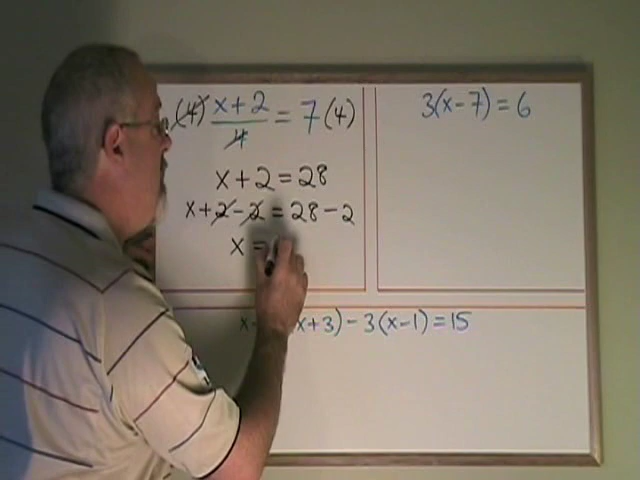 (4) x + 2 / 4 = 7 (4)
x + 2 = 28
x + 2 - 2 = 28 - 2
x =
3(x - 7) = 6
x + 3) - 3(x - 1) = 15